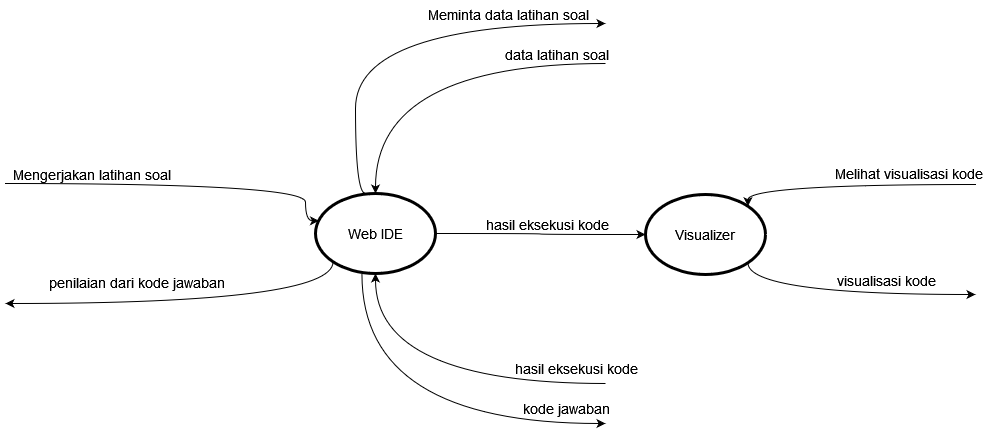 Meminta data latihan soal
data latihan soal
Mengerjakan latihan soal
Melihat visualisasi kode
hasil eksekusi kode
Web IDE
Visualizer
penilaian dari kode jawaban
visualisasi kode
hasil eksekusi kode
kode jawaban